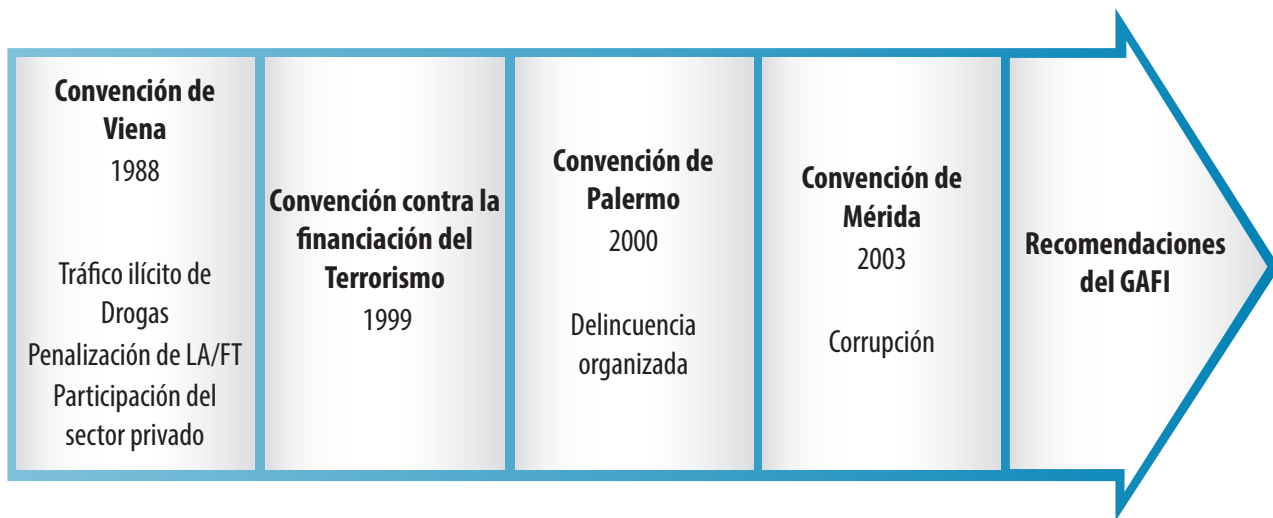 Convención de
Viena
1988
Tráfico ilícito de
Drogas
Penalización de LA/FT
Participación del
sector privado
Convención contra la
financiación del
Terrorismo
1999
Convención de
Palermo
2000
Delincuencia
organizada
Convención de
Mérida
2003
Corrupción
Recomendaciones
del GAFI